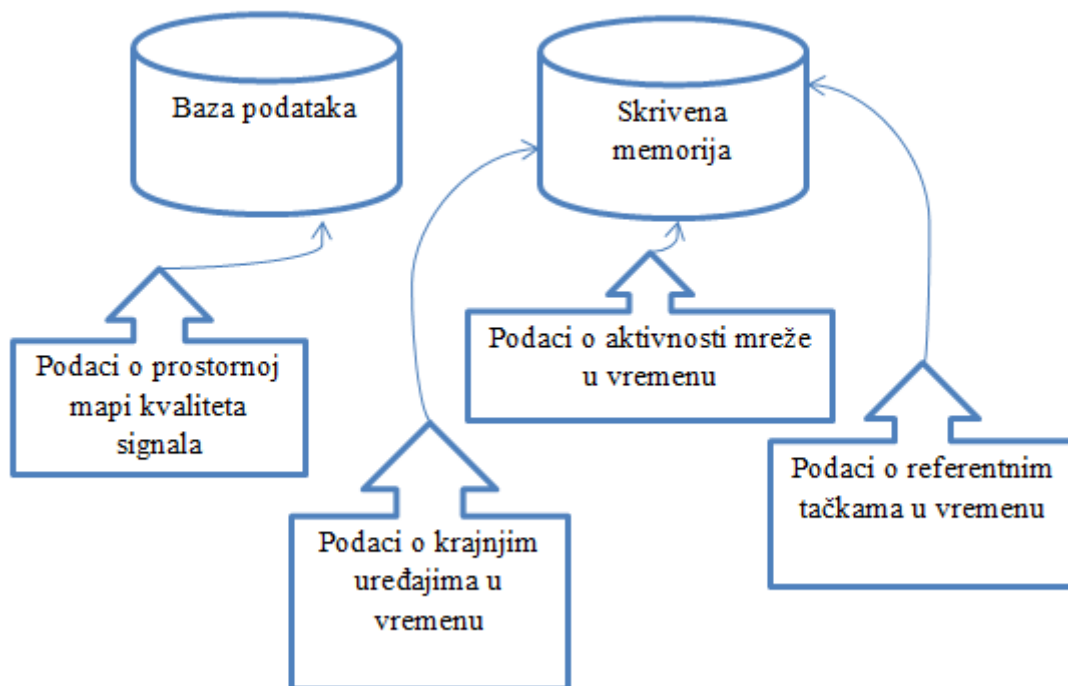 Baza podataka
Skrivena
memorija
Podaci o prostornoj
mapi kvaliteta
signala
Podaci o aktivnosti mreže
u vremenu
Podaci o krajnjim
uređajima u
vremenu
Podaci o referentnim
tačkama u vremenu